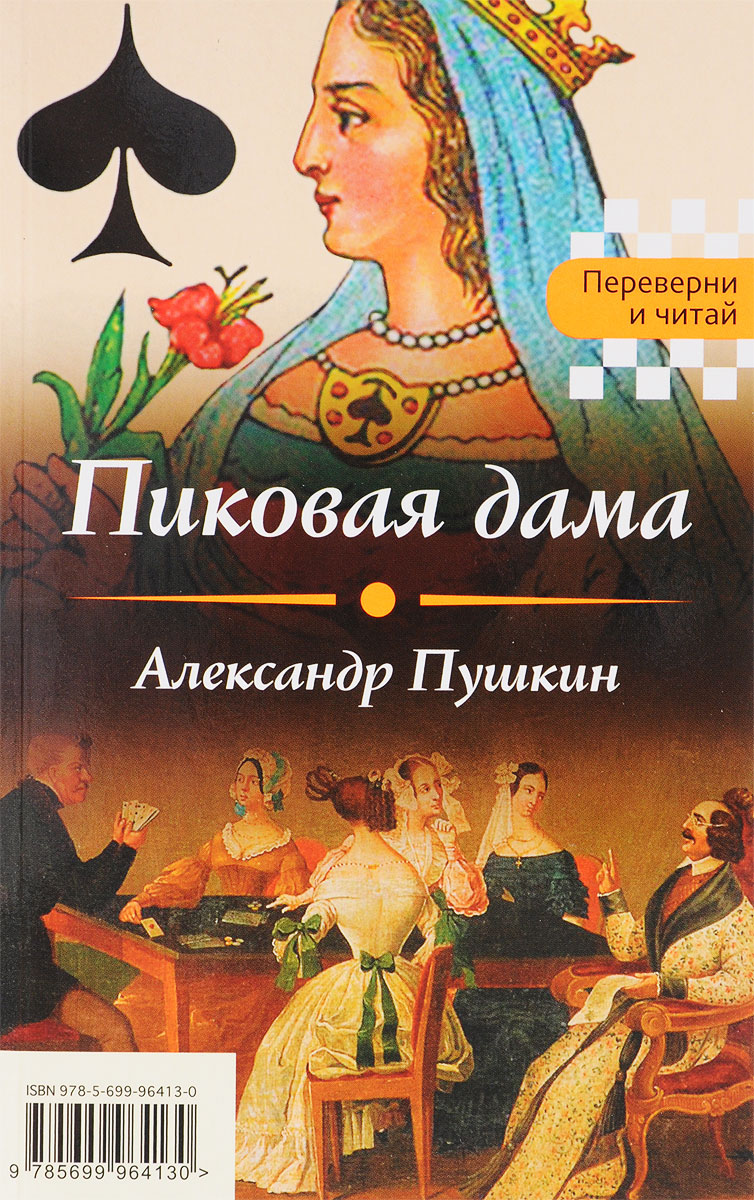 Переверни
и читай
Пиковая дама
Александр Пушкин
ISBN 978-5-699-96413-0
9 785699 964130 >